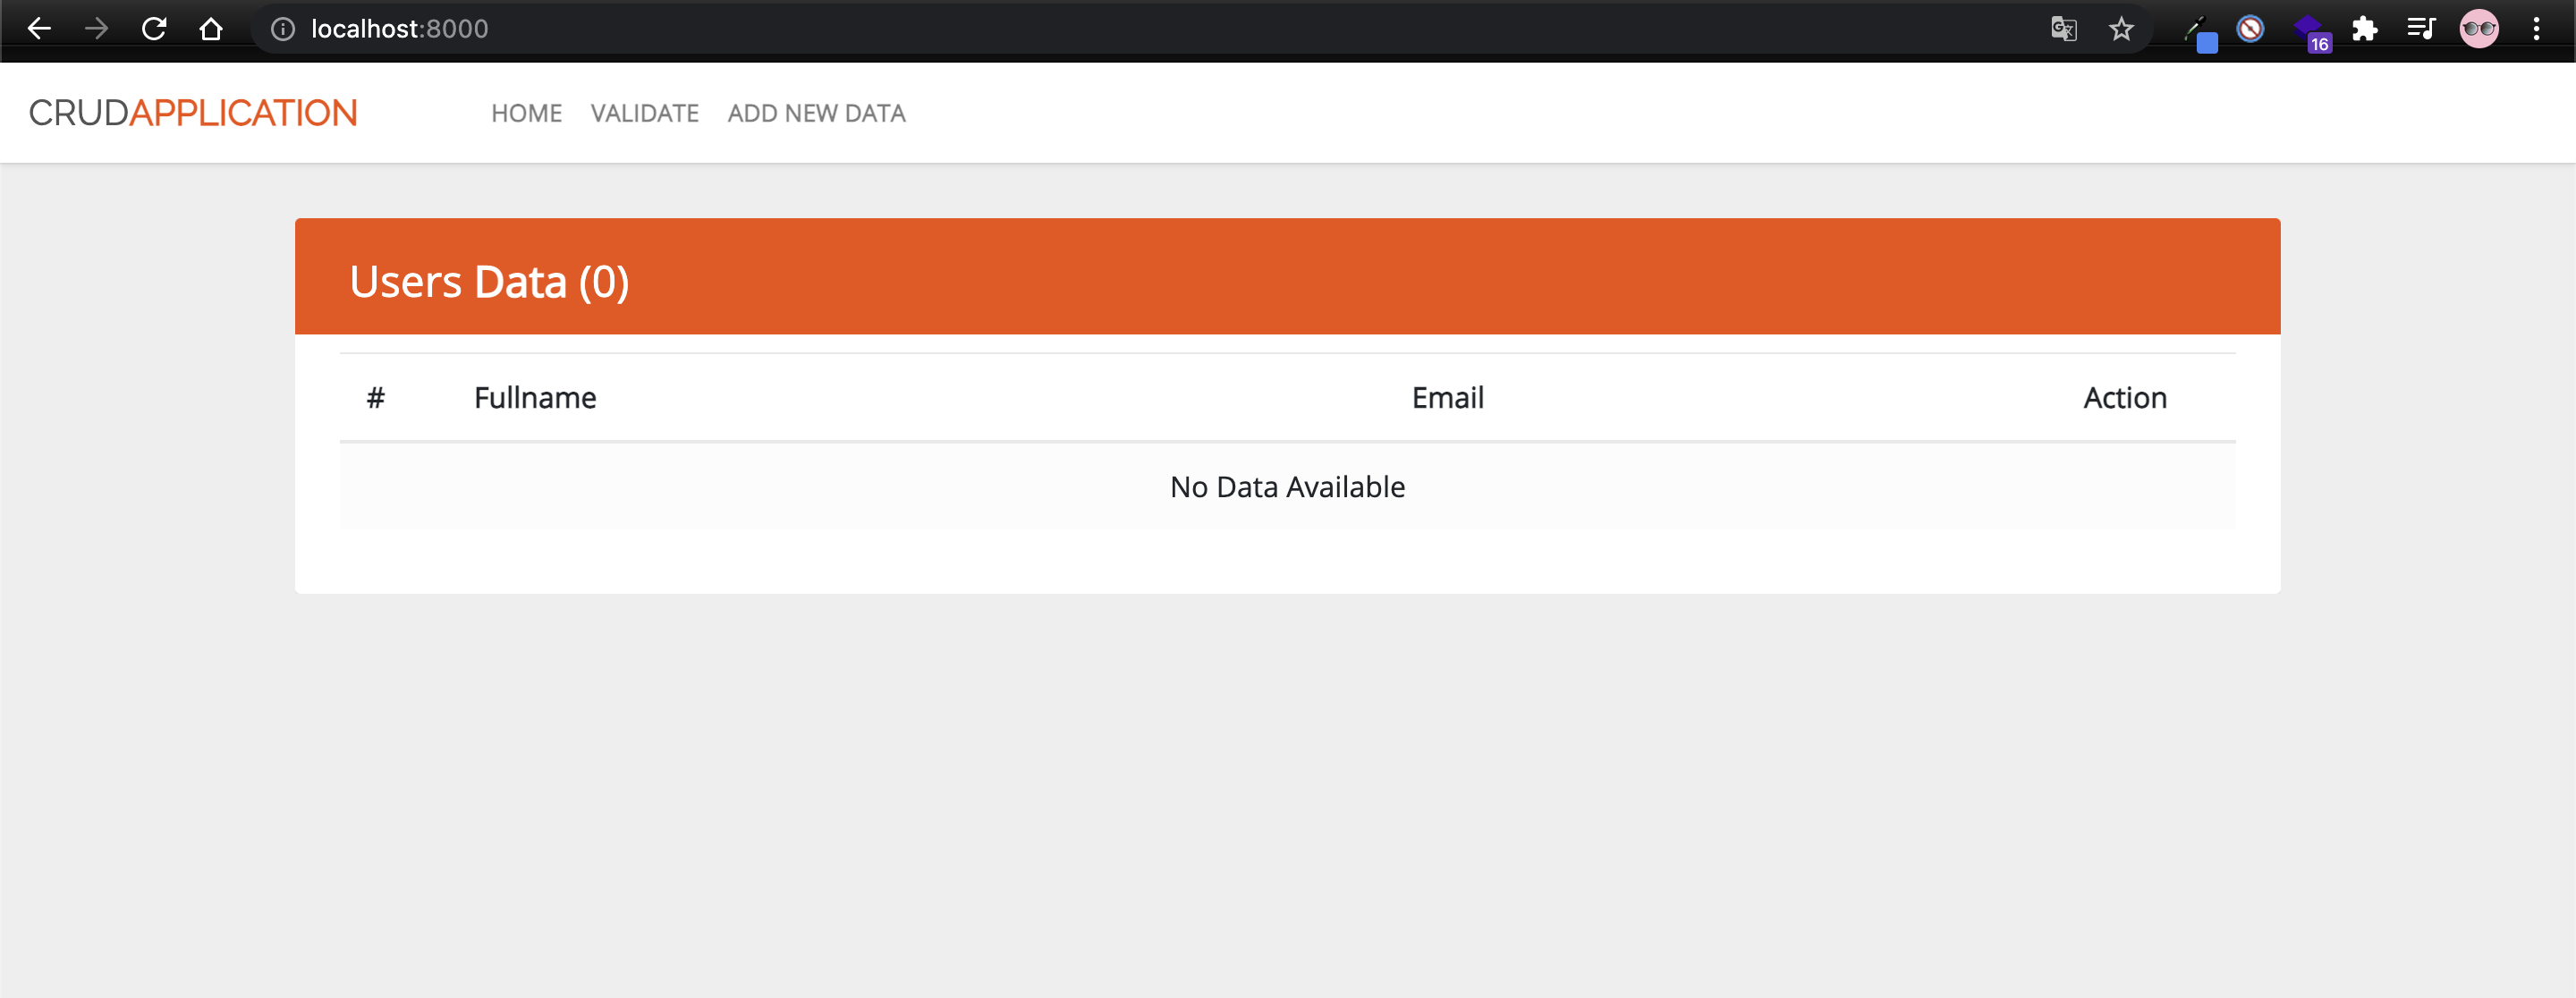 localhost:8000
16
CRUDAPPLICATION
HOME VALIDATE ADD NEW DATA
Users Data (0)
# Fullname Email Action
No Data Available